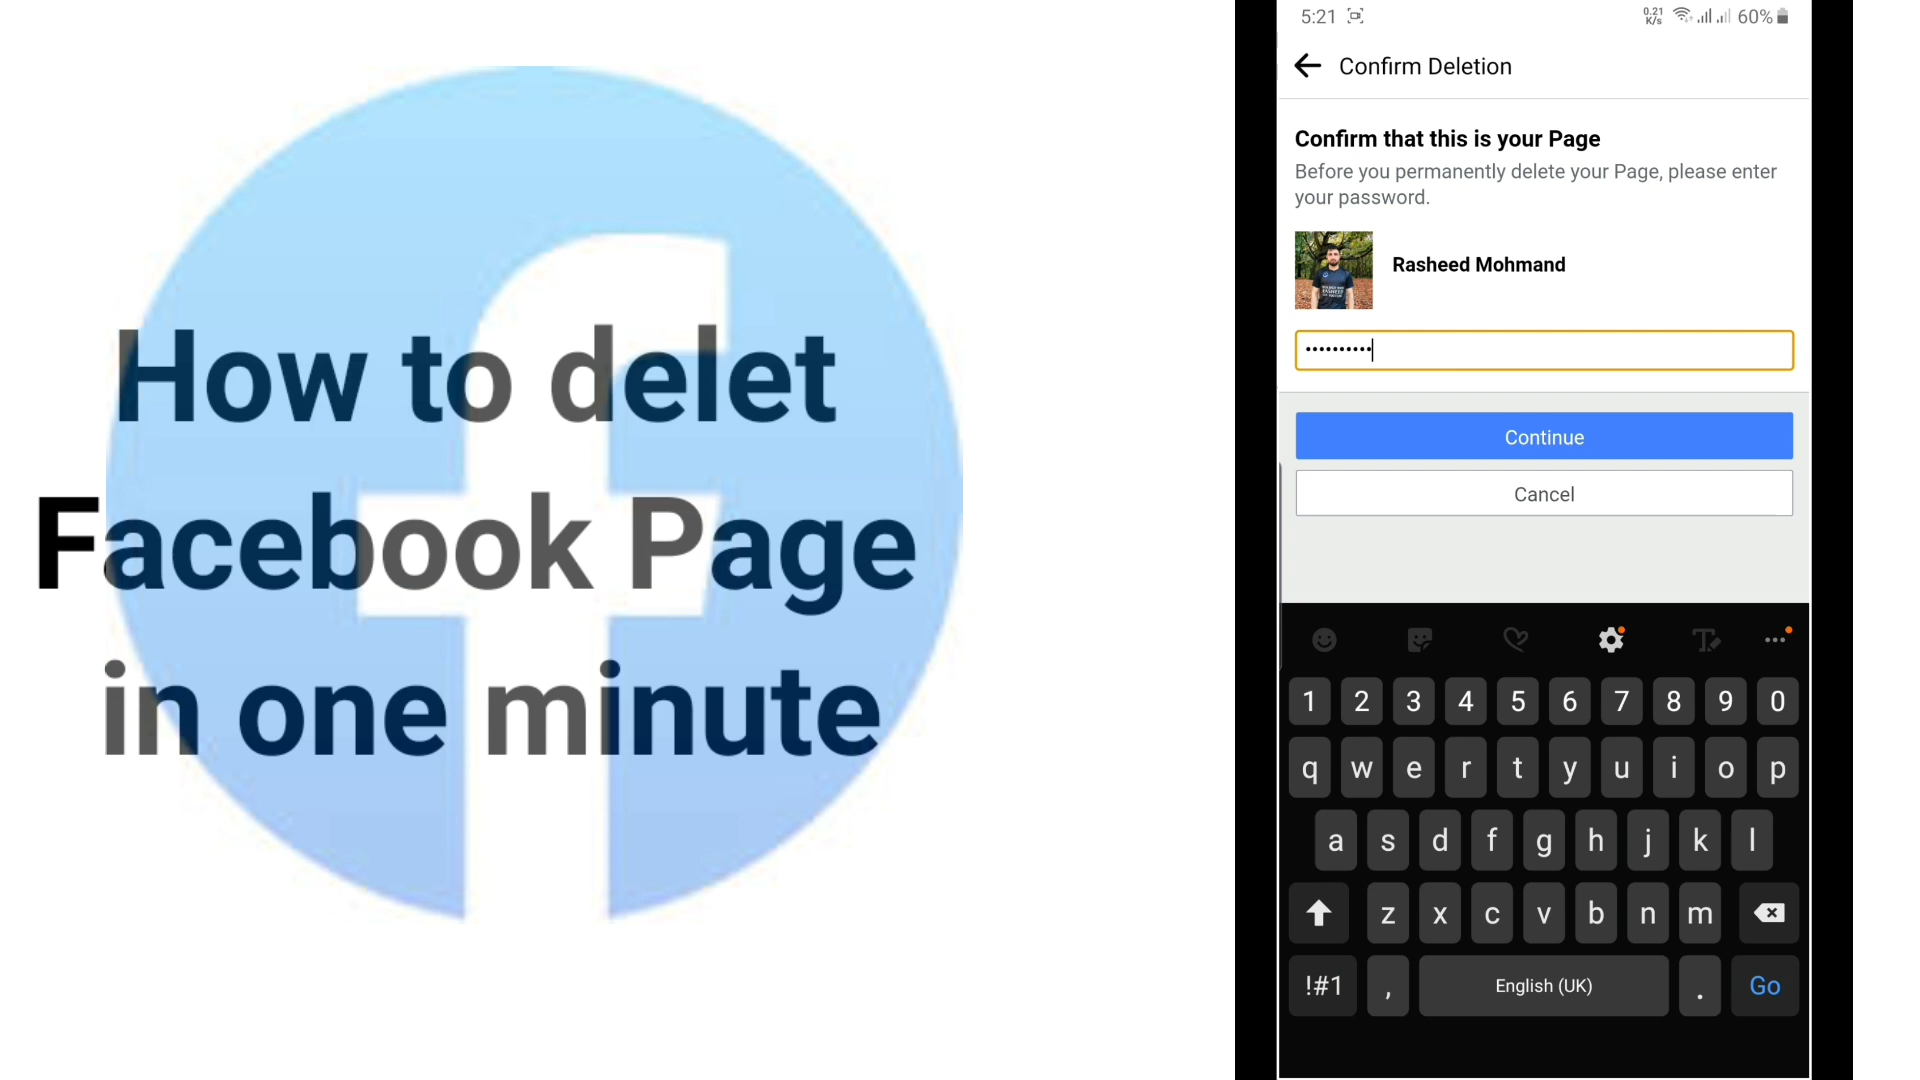 How to delet
Facebook Page
in one minute
5:21
0.21
K/s
60%
Confirm Deletion
Confirm that this is your Page
Before you permanently delete your Page, please enter
your password.
Rasheed Mohmand
••••••••••
Continue
Cancel
1 2 3 4 5 6 7 8 9 0
q w e r t y u i o p
a s d f g h j k l
z x c v b n m
!#1 , English (UK) . Go